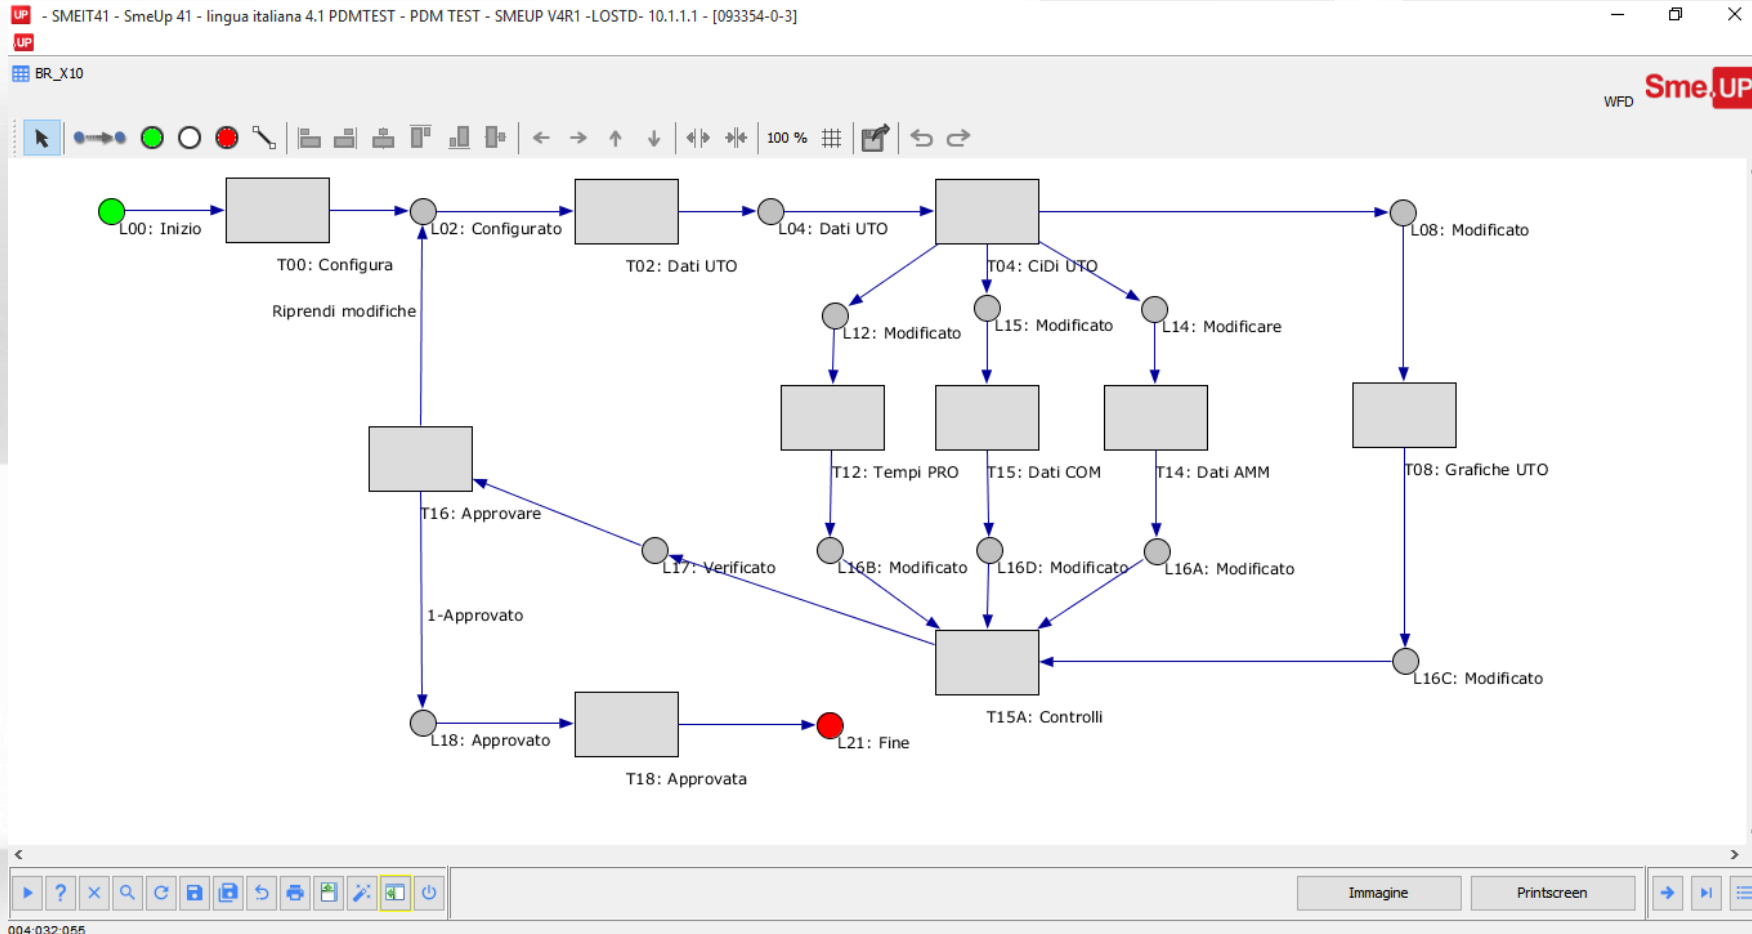 UP - SMEIT41 - SmeUp 41 - lingua italiana 4.1 PDMTEST - PDM TEST - SMEUP V4R1 -LOSTD- 10.1.1.1 - [093354-0-3]
.UP
BR_X10
WFD
Sme.UP
100 %
L00: Inizio
T00: Configura
L02: Configurato
T02: Dati UTO
L04: Dati UTO
T04: CiDi UTO
L08: Modificato
Riprendi modifiche
L12: Modificato
L15: Modificato
L14: Modificare
T12: Tempi PRO
T15: Dati COM
T14: Dati AMM
T08: Grafiche UTO
T16: Approvare
L17: Verificato
L16B: Modificato
L16D: Modificato
L16A: Modificato
1-Approvato
L16C: Modificato
T15A: Controlli
L18: Approvato
L21: Fine
T18: Approvata
Immagine
Printscreen
004:032:055